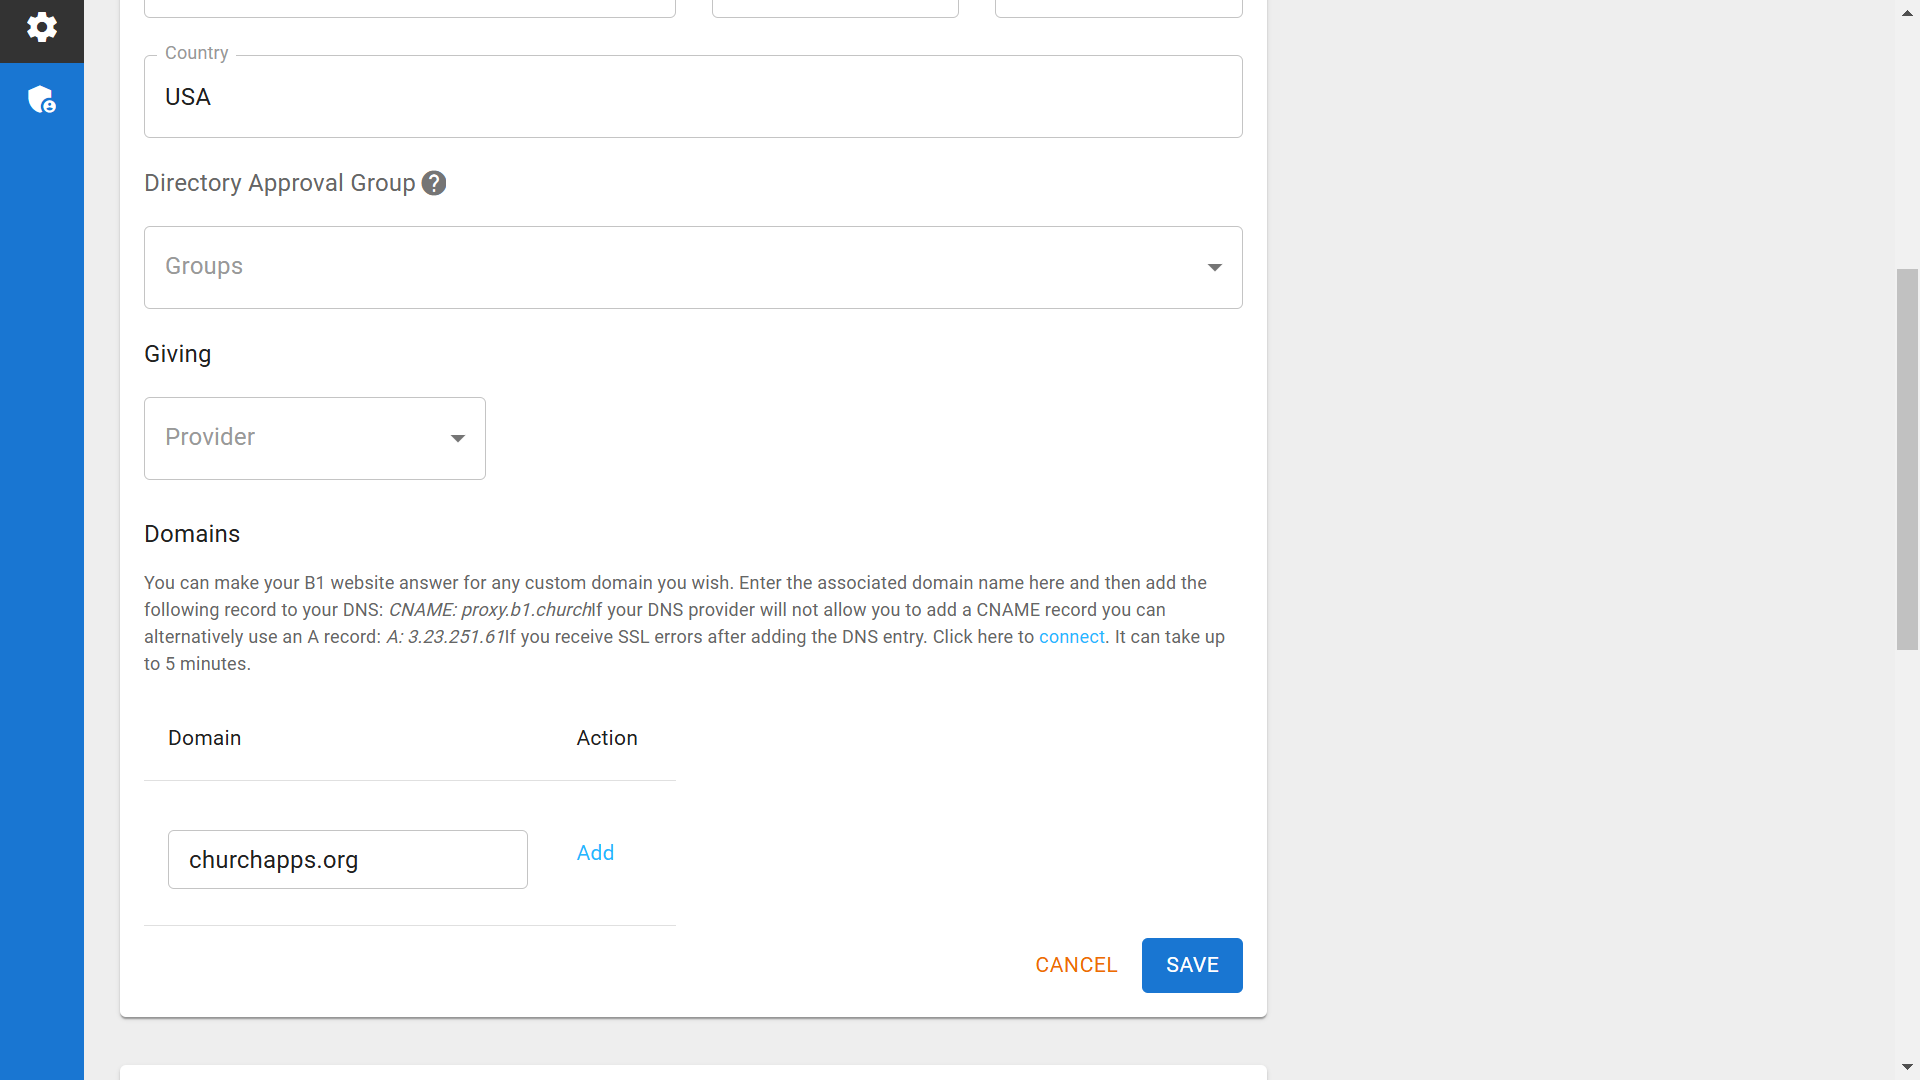 Country
USA
Directory Approval Group
Groups
Giving
Provider
Domains
You can make your B1 website answer for any custom domain you wish. Enter the associated domain name here and then add the
following record to your DNS: CNAME: proxy.b1.churchIf your DNS provider will not allow you to add a CNAME record you can
alternatively use an A record: A: 3.23.251.61If you receive SSL errors after adding the DNS entry. Click here to connect. It can take up
to 5 minutes.
Domain Action
churchapps.org Add
CANCEL SAVE